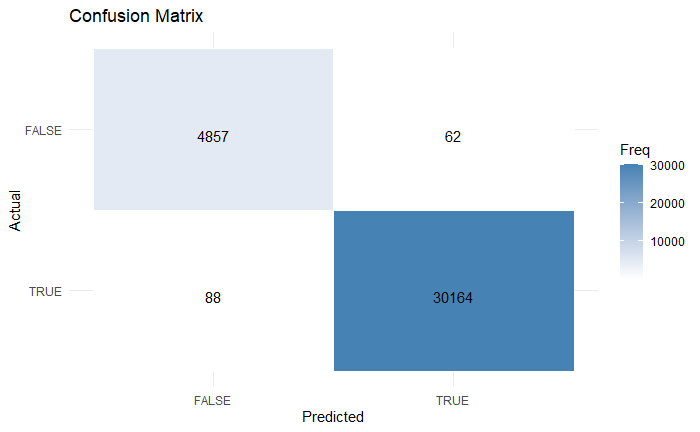 Confusion Matrix
FALSE
4857
62
TRUE
88
30164
Actual
FALSE
TRUE
Predicted
Freq
30000
20000
10000